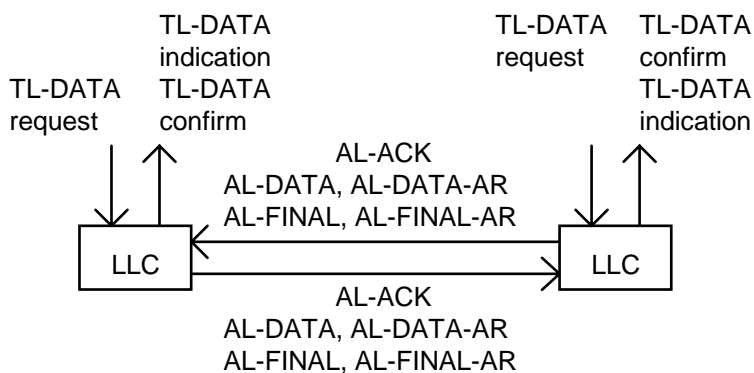 TL-DATA
indication
TL-DATA
confirm
TL-DATA
request
TL-DATA
request
TL-DATA
confirm
TL-DATA
indication
AL-ACK
AL-DATA, AL-DATA-AR
AL-FINAL, AL-FINAL-AR
LLC
LLC
AL-ACK
AL-DATA, AL-DATA-AR
AL-FINAL, AL-FINAL-AR